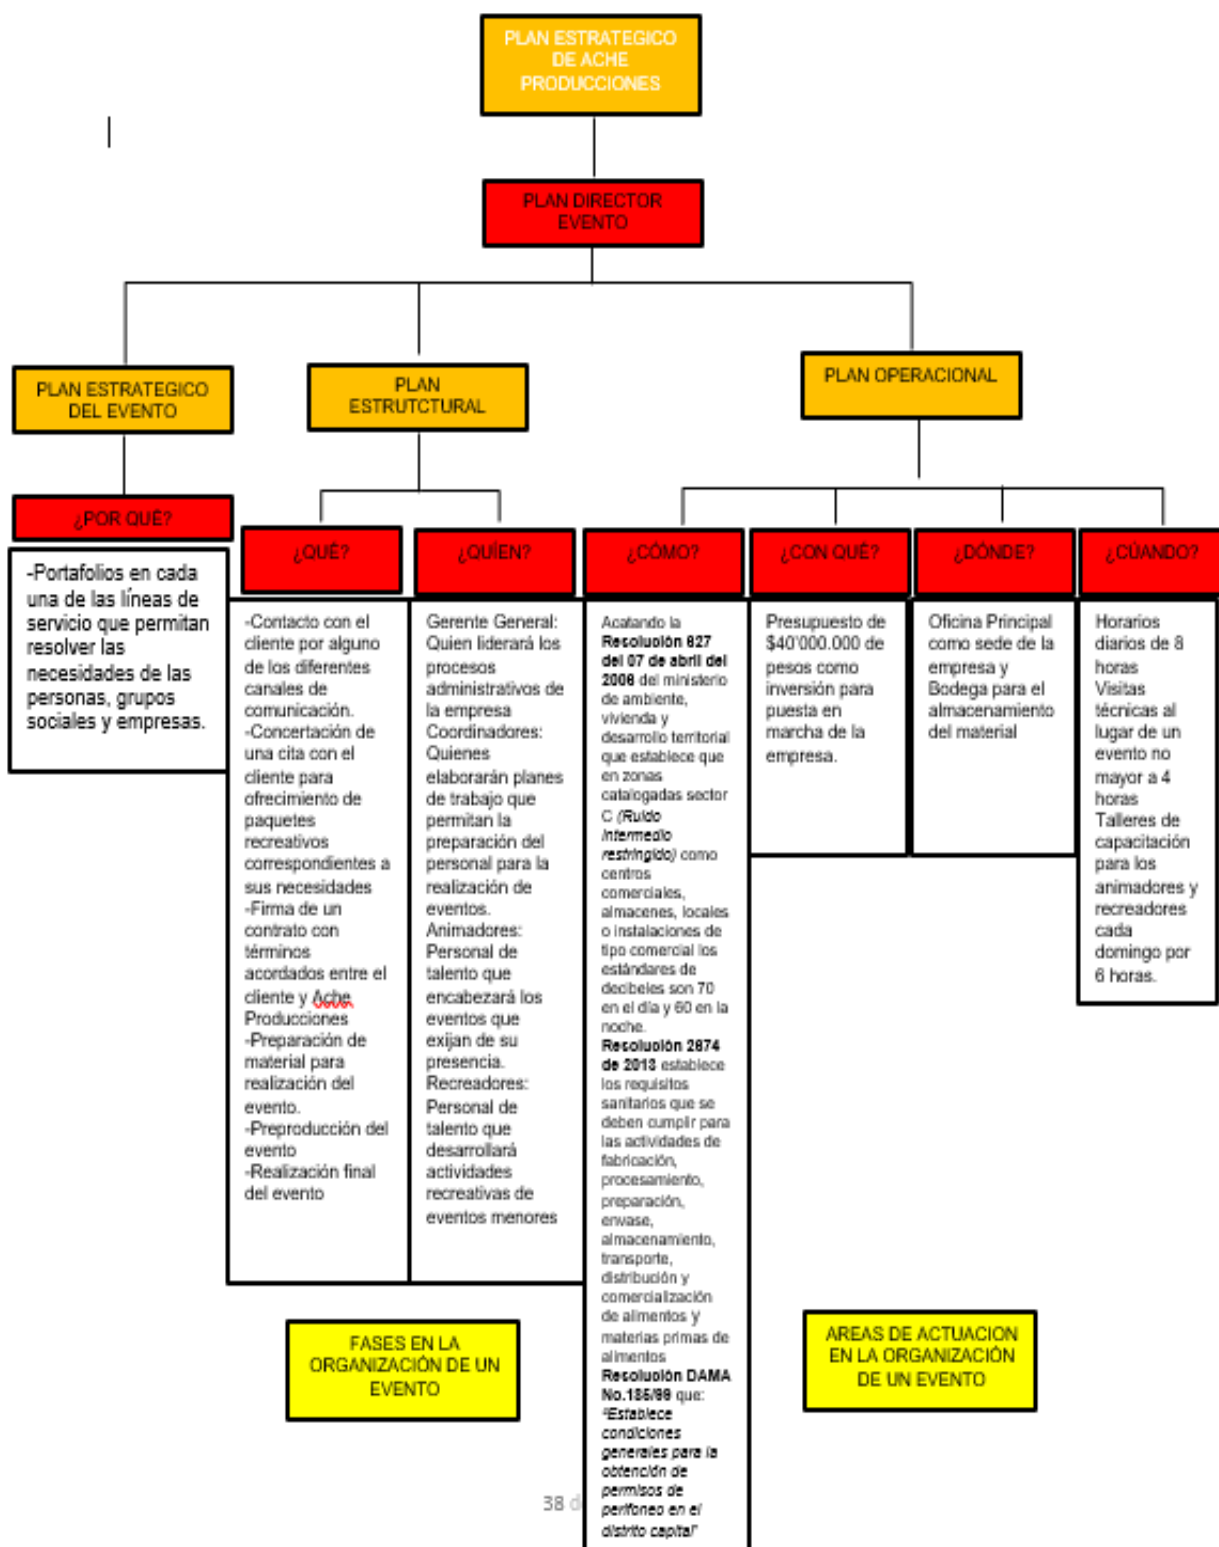 PLAN ESTRATEGICO
DE ACHE
PRODUCCIONES
PLAN DIRECTOR
EVENTO
PLAN ESTRATEGICO
DEL EVENTO
PLAN
ESTRUTCTURAL
PLAN OPERACIONAL
¿POR QUÉ?
-Portafolios en cada
una de las líneas de
servicio que permitan
resolver las
necesidades de las
personas, grupos
sociales y empresas.
¿QUÉ?
-Contacto con el
cliente por alguno
de los diferentes
canales de
comunicación.
-Concertación de
una cita con el
cliente para
ofrecimiento de
paquetes
recreativos
correspondientes a
sus necesidades
-Firma de un
contrato con
términos
acordados entre el
cliente y Ache
Producciones
-Preparación de
material para
realización del
evento.
-Preproducción del
evento
-Realización final
del evento
¿QUÍEN?
Gerente General:
Quien liderará los
procesos
administrativos de
la empresa
Coordinadores:
Quienes
elaborarán planes
de trabajo que
permitan la
preparación del
personal para la
realización de
eventos.
Animadores:
Personal de
talento que
encabezará los
eventos que
exijan de su
presencia.
Recreadores:
Personal de
talento que
desarrollará
actividades
recreativas de
eventos menores
¿CÓMO?
Acatando la
Resolución 627
del 07 de abril del
2006 del ministerio
de ambiente,
vivienda y
desarrollo territorial
que establece que
en zonas
catalogadas sector
C (Ruido
intermedio
restringido) como
centros
comerciales,
almacenes, locales
o instalaciones de
tipo comercial los
estándares de
decibeles son 70
en el día y 60 en la
noche.
Resolución 2674
de 2013 establece
los requisitos
sanitarios que se
deben cumplir para
las actividades de
fabricación,
procesamiento,
preparación,
envase,
almacenamiento,
transporte,
distribución y
comercialización
de alimentos y
materias primas de
alimentos
Resolución DAMA
No.185/99 que:
"Establece
condiciones
generales para la
obtención de
permisos de
perifoneo en el
distrito capital"
¿CON QUÉ?
Presupuesto de
$40'000.000 de
pesos como
inversión para
puesta en
marcha de la
empresa.
¿DÓNDE?
Oficina Principal
como sede de la
empresa y
Bodega para el
almacenamiento
del material
¿CÚANDO?
Horarios
diarios de 8
horas
Visitas
técnicas al
lugar de un
evento no
mayor a 4
horas
Talleres de
capacitación
para los
animadores y
recreadores
cada
domingo por
6 horas.
FASES EN LA
ORGANIZACIÓN DE UN
EVENTO
AREAS DE ACTUACION
EN LA ORGANIZACIÓN
DE UN EVENTO
38 d